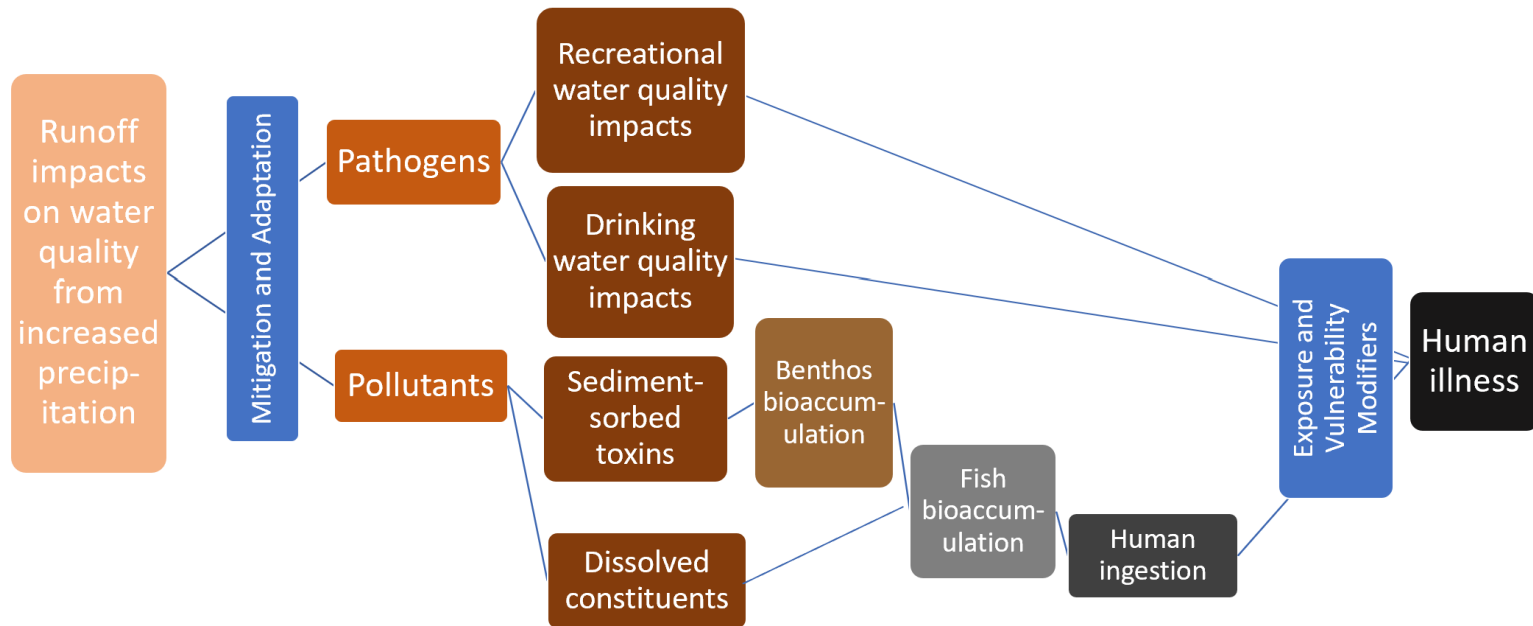 Runoff
impacts
on water
quality
from
increased
precip-
itation
Mitigation and Adaptation
Pathogens
Pollutants
Recreational
water quality
impacts
Drinking
water quality
impacts
Sediment-
sorbed
toxins
Dissolved
constituents
Benthos
bioaccum-
ulation
Fish
bioaccum-
ulation
Human
ingestion
Exposure and
Vulnerability
Modifiers
Human
illness